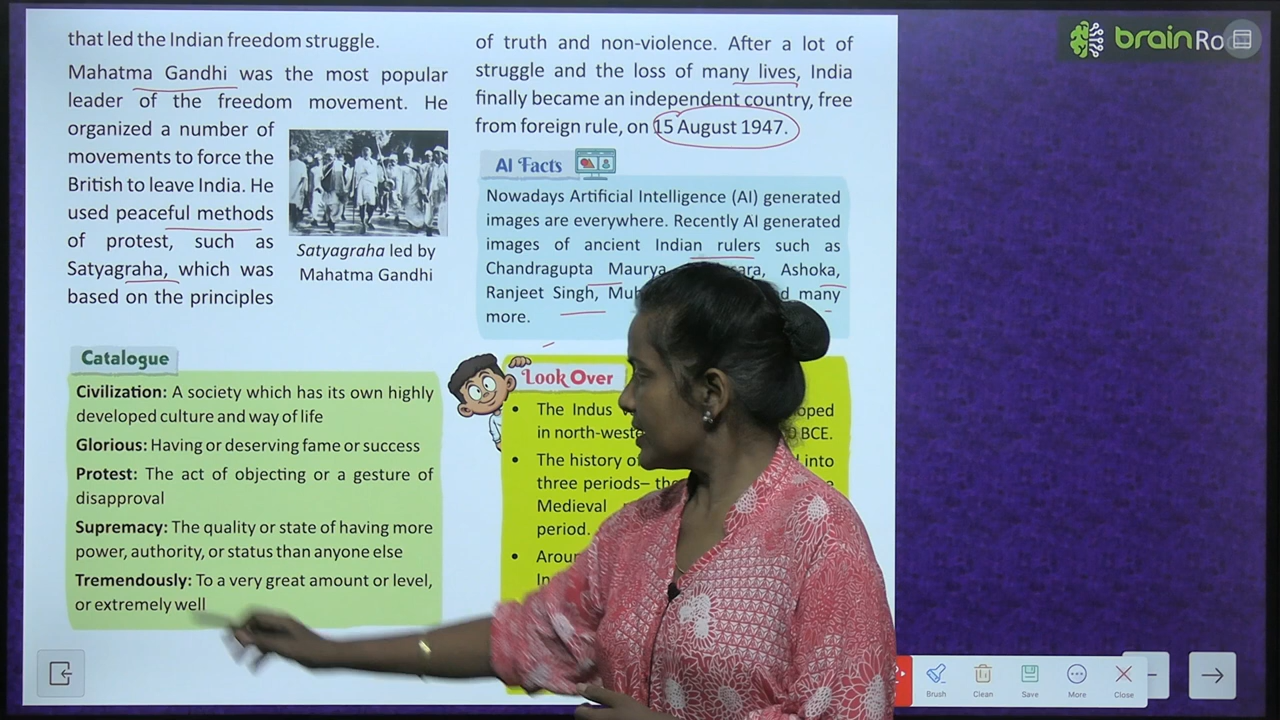 that led the Indian freedom struggle.
Mahatma Gandhi was the most popular
leader of the freedom movement. He
organized a number of
movements to force the
British to leave India. He
used peaceful methods
of protest, such as
Satyagraha, which was
based on the principles
Satyagraha led by
Mahatma Gandhi
Catalogue
Civilization: A society which has its own highly
developed culture and way of life
Glorious: Having or deserving fame or success
Protest: The act of objecting or a gesture of
disapproval
Supremacy: The quality or state of having more
power, authority, or status than anyone else
Tremendously: To a very great amount or level,
or extremely well
of truth and non-violence. After a lot of
struggle and the loss of many lives, India
finally became an independent country, free
from foreign rule, on 15 August 1947.
AI Facts
Nowadays Artificial Intelligence (AI) generated
images are everywhere. Recently AI generated
images of ancient Indian rulers such as
Chandragupta Maurya, Ashoka,
Ranjeet Singh, many
more.
Look Over
• The Indus
in north-west BCE.
• The history of into
three periods–
Medieval
period.
•
brain
Brush
Clean
Save
More
Close